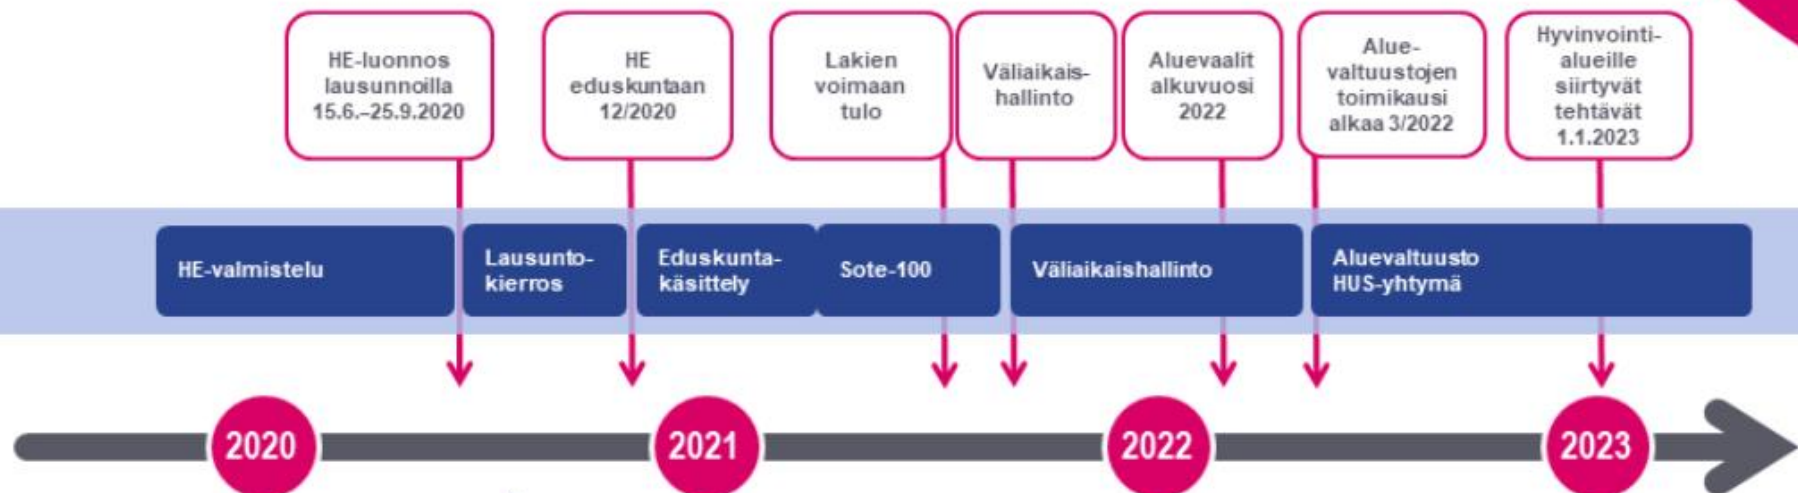 HE-luonnos
lausunnoilla
15.6.–25.9.2020
HE
eduskuntaan
12/2020
Lakien
voimaan
tulo
Väliaikais-
hallinto
Aluevaalit
alkuvuosi
2022
Alue-
valtuustojen
toimikausi
alkaa 3/2022
Hyvinvointi-
alueille
siirtyvät
tehtävät
1.1.2023
HE-valmistelu
Lausunto-
kierros
Eduskunta-
käsittely
Sote-100
Väliaikaishallinto
Aluevaltuusto
HUS-yhtymä
2020
2021
2022
2023